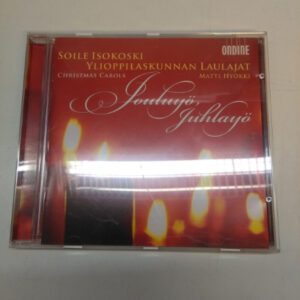 ONDINE
SOILE ISOKOSKI
YLIOPPILASKUNNAN LAULAJAT
CHRISTMAS CAROLS MATTI HYÖKKI
Jouluyö,
Juhlayö